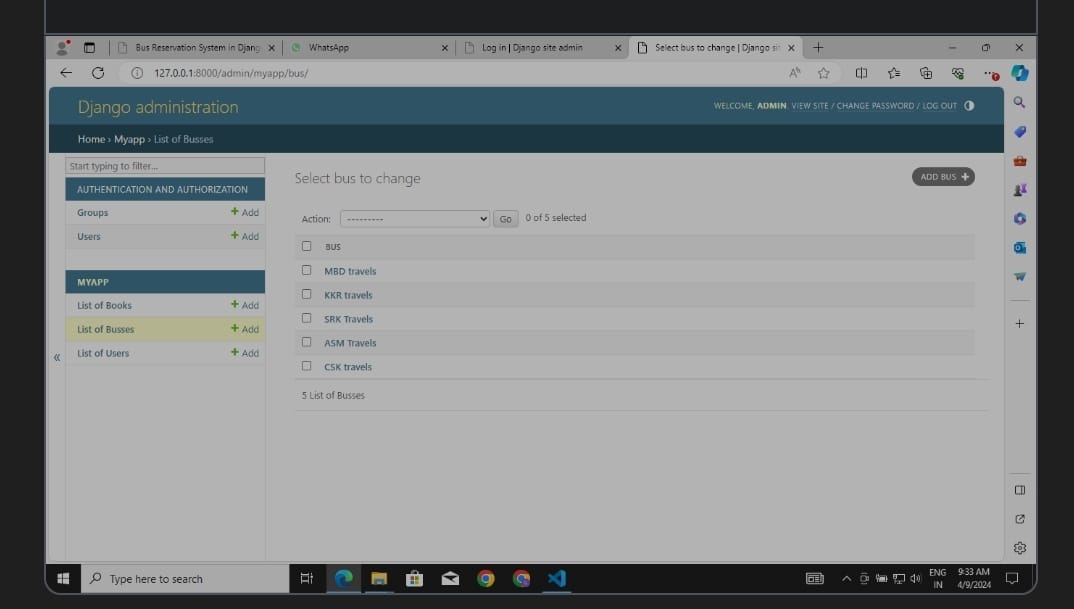 Bus Reservation System in Djang
WhatsApp
Log in | Django site admin
Select bus to change | Django sit
127.0.0.1:8000/admin/myapp/bus/
Django administration
WELCOME, ADMIN. VIEW SITE / CHANGE PASSWORD / LOG OUT
Home › Myapp › List of Busses
Start typing to filter...
AUTHENTICATION AND AUTHORIZATION
Groups + Add
Users + Add
MYAPP
List of Books + Add
List of Busses + Add
List of Users + Add
«
Select bus to change
ADD BUS +
Action: --------- Go 0 of 5 selected
BUS
MBD travels
KKR travels
SRK Travels
ASM Travels
CSK travels
5 List of Busses
Type here to search
ENG
IN
9:33 AM
4/9/2024